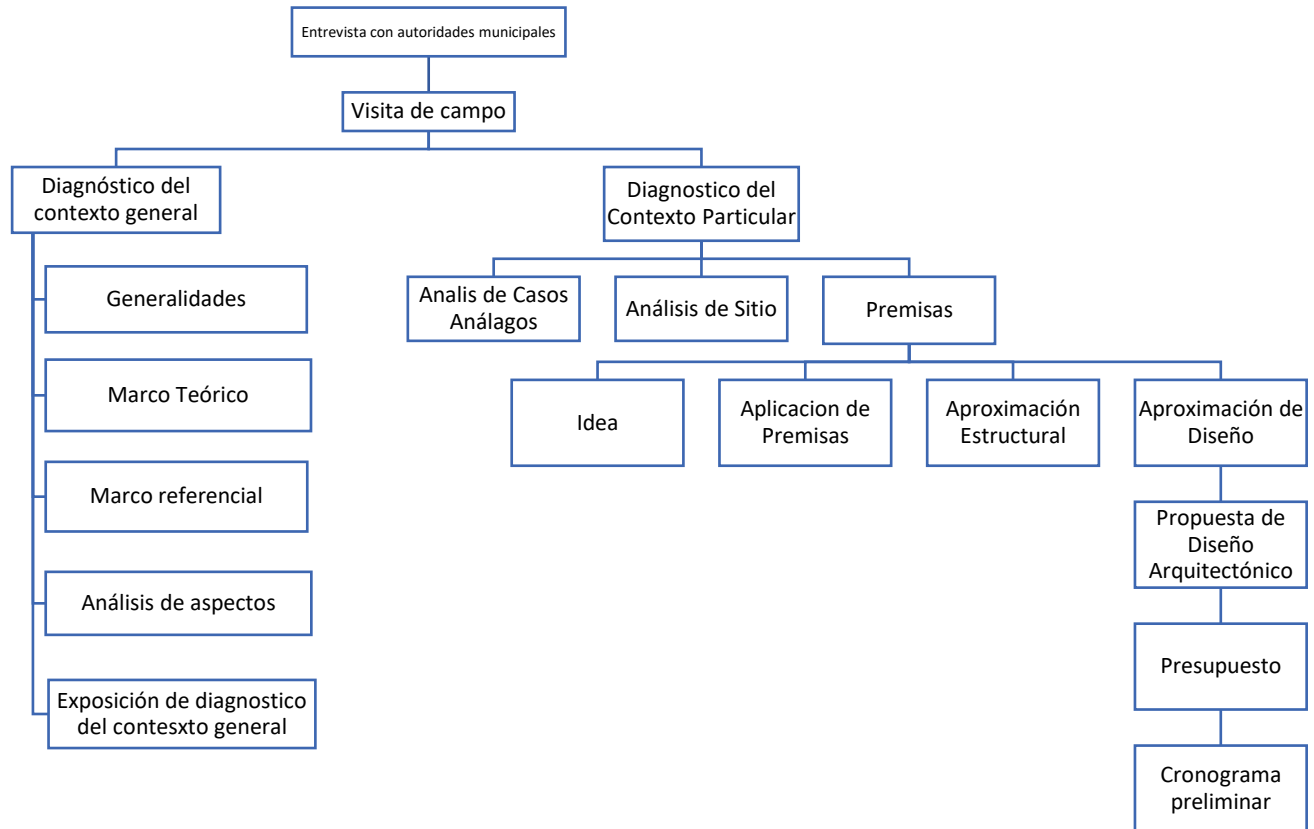 Entrevista con autoridades municipales
Visita de campo
Diagnóstico del
contexto general
Generalidades
Marco Teórico
Marco referencial
Análisis de aspectos
Exposición de diagnostico
del contesxto general
Diagnostico del
Contexto Particular
Analis de Casos
Análagos
Análisis de Sitio
Premisas
Idea
Aplicacion de
Premisas
Aproximación
Estructural
Aproximación de
Diseño
Propuesta de
Diseño
Arquitectónico
Presupuesto
Cronograma
preliminar